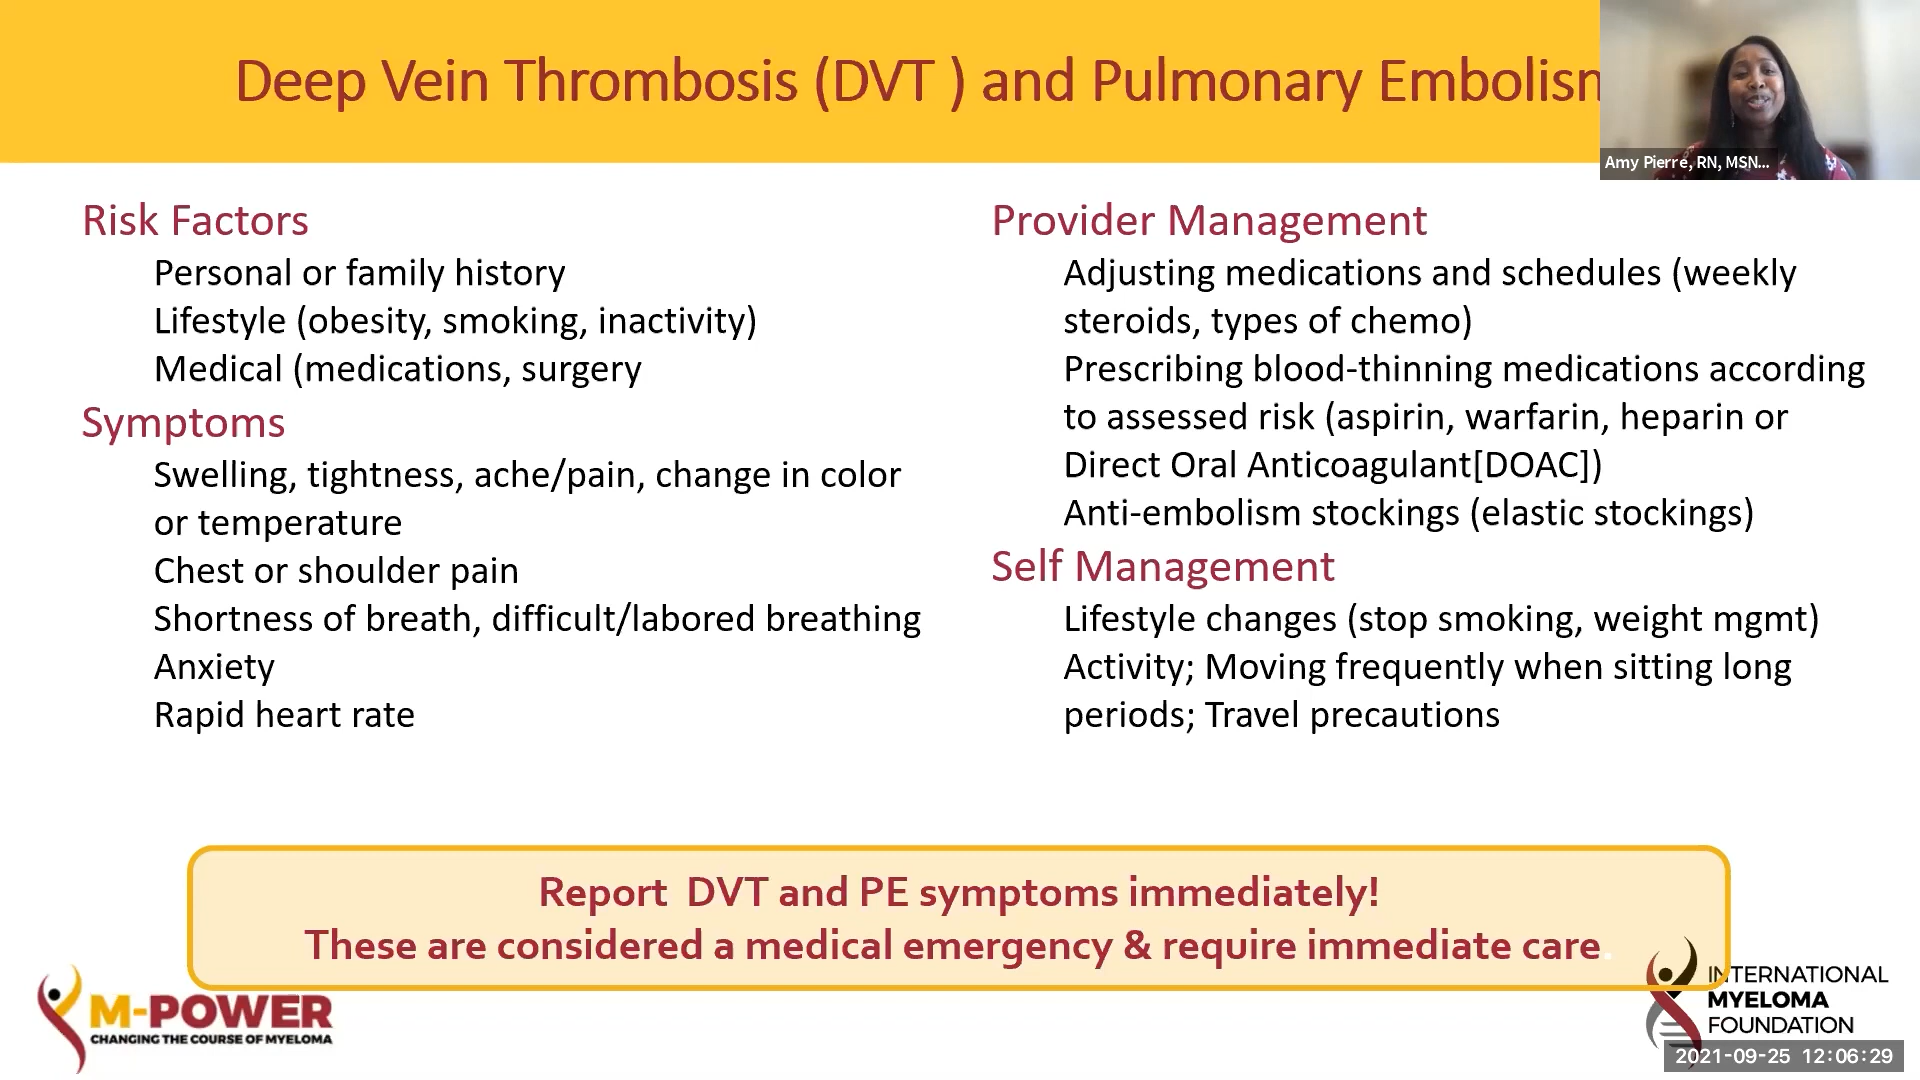 Deep Vein Thrombosis (DVT ) and Pulmonary Embolism
Amy Pierre, RN, MSN...
Risk Factors
Personal or family history
Lifestyle (obesity, smoking, inactivity)
Medical (medications, surgery
Symptoms
Swelling, tightness, ache/pain, change in color
or temperature
Chest or shoulder pain
Shortness of breath, difficult/labored breathing
Anxiety
Rapid heart rate
Provider Management
Adjusting medications and schedules (weekly
steroids, types of chemo)
Prescribing blood-thinning medications according
to assessed risk (aspirin, warfarin, heparin or
Direct Oral Anticoagulant[DOAC])
Anti-embolism stockings (elastic stockings)
Self Management
Lifestyle changes (stop smoking, weight mgmt)
Activity; Moving frequently when sitting long
periods; Travel precautions
Report  DVT and PE symptoms immediately!
These are considered a medical emergency & require immediate care.
M-POWER
CHANGING THE COURSE OF MYELOMA
INTERNATIONAL
MYELOMA
FOUNDATION
2021-09-25 12:06:29